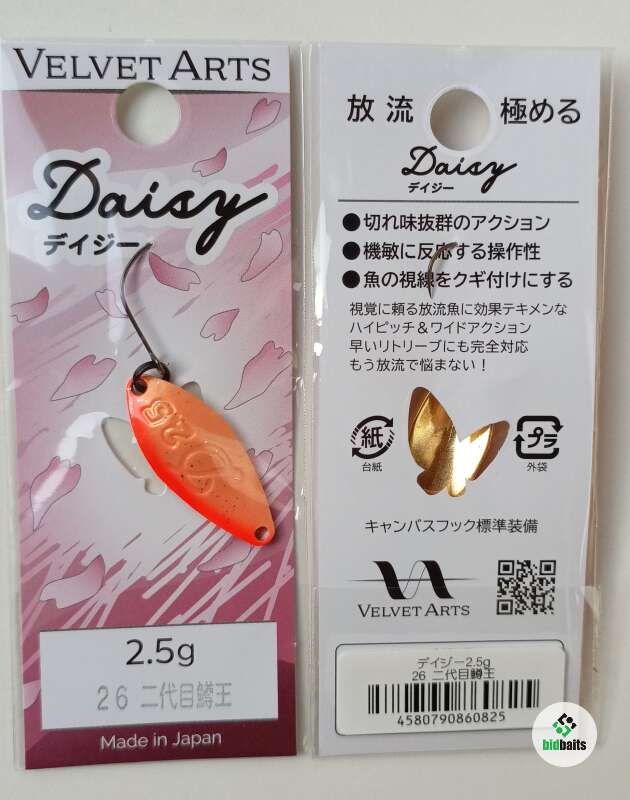 VELVET ARTS
Daisy
デイジー
2.5
2.5g
26 二代目鱒王
Made in Japan
放流 極める
Daisy
デイジー
●切れ味抜群のアクション
●機敏に反応する操作性
●魚の視線をクギ付けにする
視覚に頼る放流魚に効果テキメンな
ハイピッチ&ワイドアクション
早いリトリーブにも完全対応
もう放流で悩まない!
紙
台紙
プラ
外袋
キャンバスフック標準装備
VELVET ARTS
デイジー2.5g
26 二代目鱒王
4580790860825
bidbaits